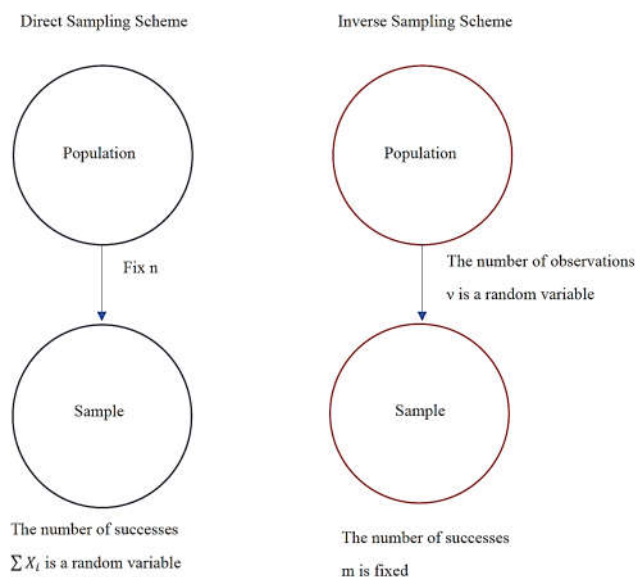 Direct Sampling Scheme
Population
Fix n
Sample
The number of successes
∑ Xᵢ is a random variable
Inverse Sampling Scheme
Population
The number of observations
ν is a random variable
Sample
The number of successes
m is fixed